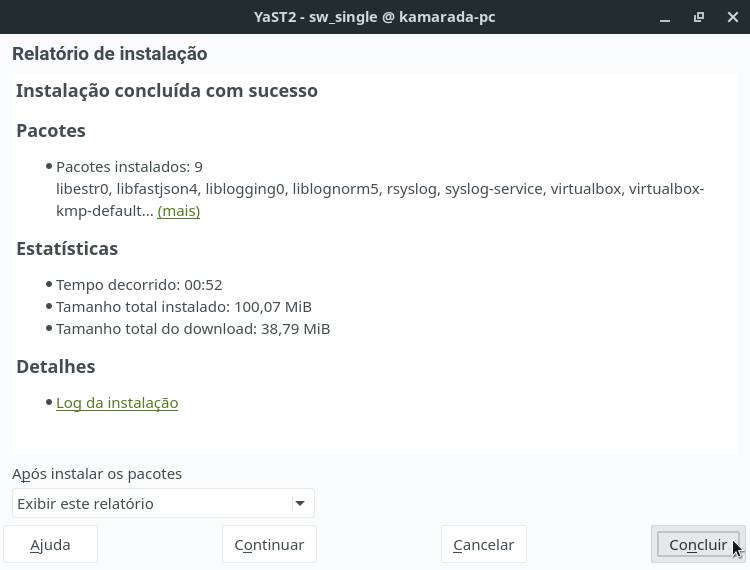 YaST2 - sw_single @ kamarada-pc
Relatório de instalação
Instalação concluída com sucesso
Pacotes
Pacotes instalados: 9
libestr0, libfastjson4, liblogging0, liblognorm5, rsyslog, syslog-service, virtualbox, virtualbox-
kmp-default... (mais)
Estatísticas
Tempo decorrido: 00:52
Tamanho total instalado: 100,07 MiB
Tamanho total do download: 38,79 MiB
Detalhes
Log da instalação
Após instalar os pacotes
Exibir este relatório
Ajuda
Continuar
Cancelar
Concluir